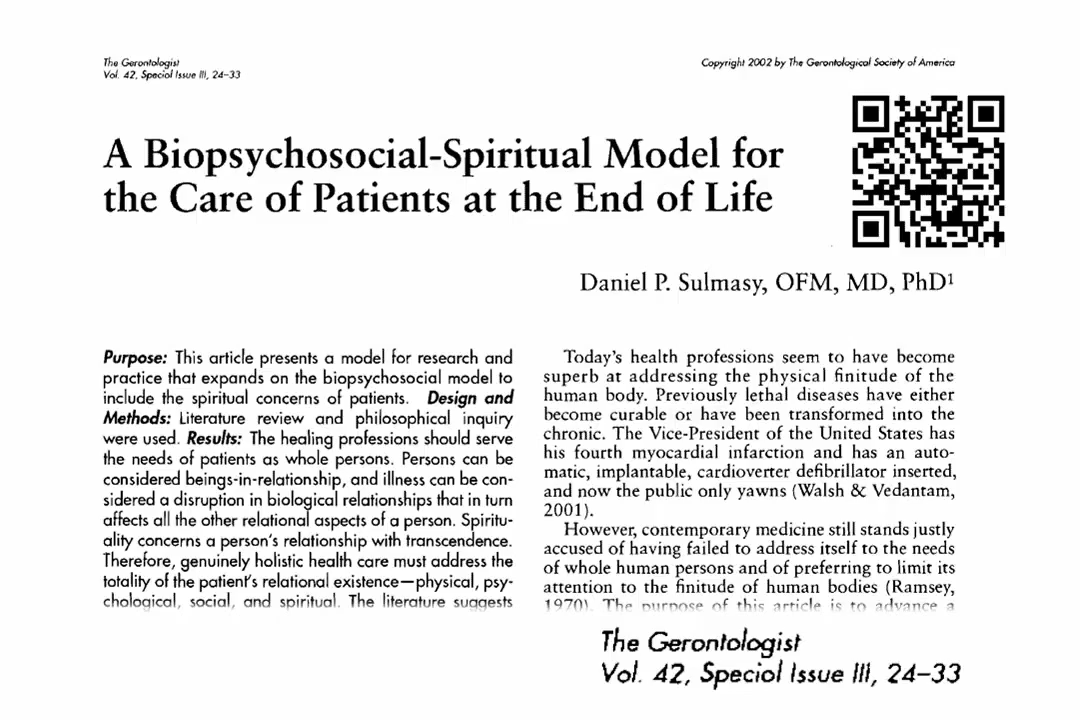 The Gerontologist
Vol. 42, Special Issue III, 24–33
Copyright 2002 by The Gerontological Society of America
A Biopsychosocial-Spiritual Model for
the Care of Patients at the End of Life
Daniel P. Sulmasy, OFM, MD, PhD¹
Purpose: This article presents a model for research and
practice that expands on the biopsychosocial model to
include the spiritual concerns of patients. Design and
Methods: Literature review and philosophical inquiry
were used. Results: The healing professions should serve
the needs of patients as whole persons. Persons can be
considered beings-in-relationship, and illness can be con-
sidered a disruption in biological relationships that in turn
affects all the other relational aspects of a person. Spiritu-
ality concerns a person's relationship with transcendence.
Therefore, genuinely holistic health care must address the
totality of the patient's relational existence—physical, psy-
chological, social, and spiritual. The literature suggests
Today's health professions seem to have become
superb at addressing the physical finitude of the
human body. Previously lethal diseases have either
become curable or have been transformed into the
chronic. The Vice-President of the United States has
his fourth myocardial infarction and has an auto-
matic, implantable, cardioverter defibrillator inserted,
and now the public only yawns (Walsh & Vedantam,
2001).
However, contemporary medicine still stands justly
accused of having failed to address itself to the needs
of whole human persons and of preferring to limit its
attention to the finitude of human bodies (Ramsey,
1970). The purpose of this article is to advance a
The Gerontologist
Vol. 42, Special Issue III, 24–33